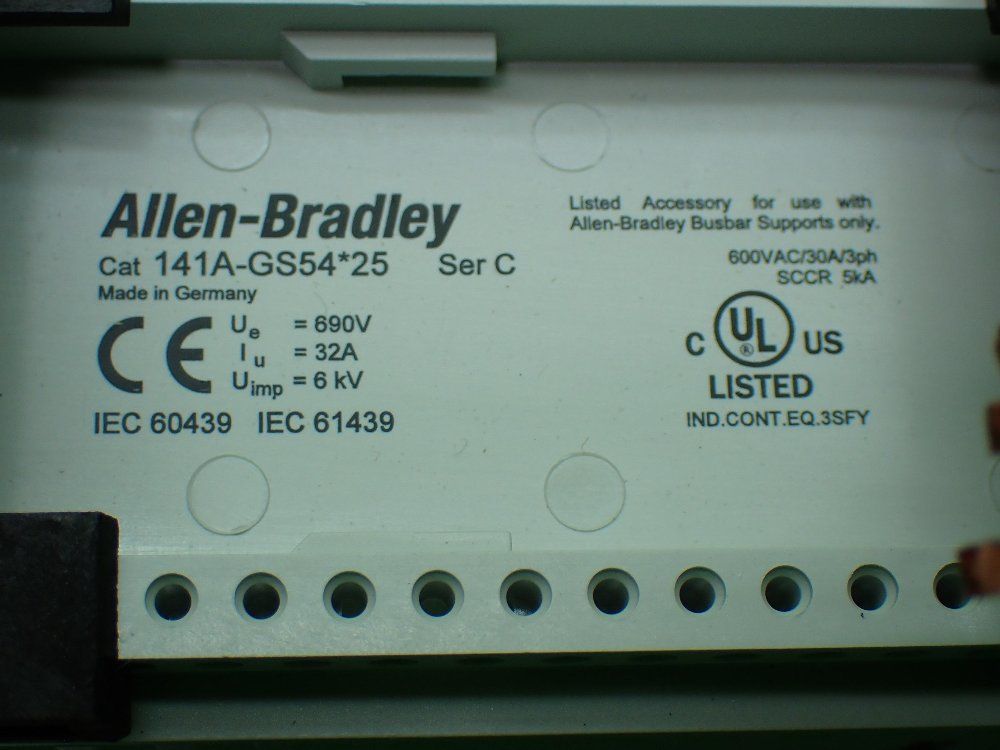 Allen-Bradley
Cat 141A-GS54*25 Ser C
Made in Germany
CE
Ue = 690V
Iu = 32A
Uimp = 6 kV
IEC 60439 IEC 61439
Listed Accessory for use with
Allen-Bradley Busbar Supports only.
600VAC/30A/3ph
SCCR 5kA
C UL® US
LISTED
IND.CONT.EQ.3SFY